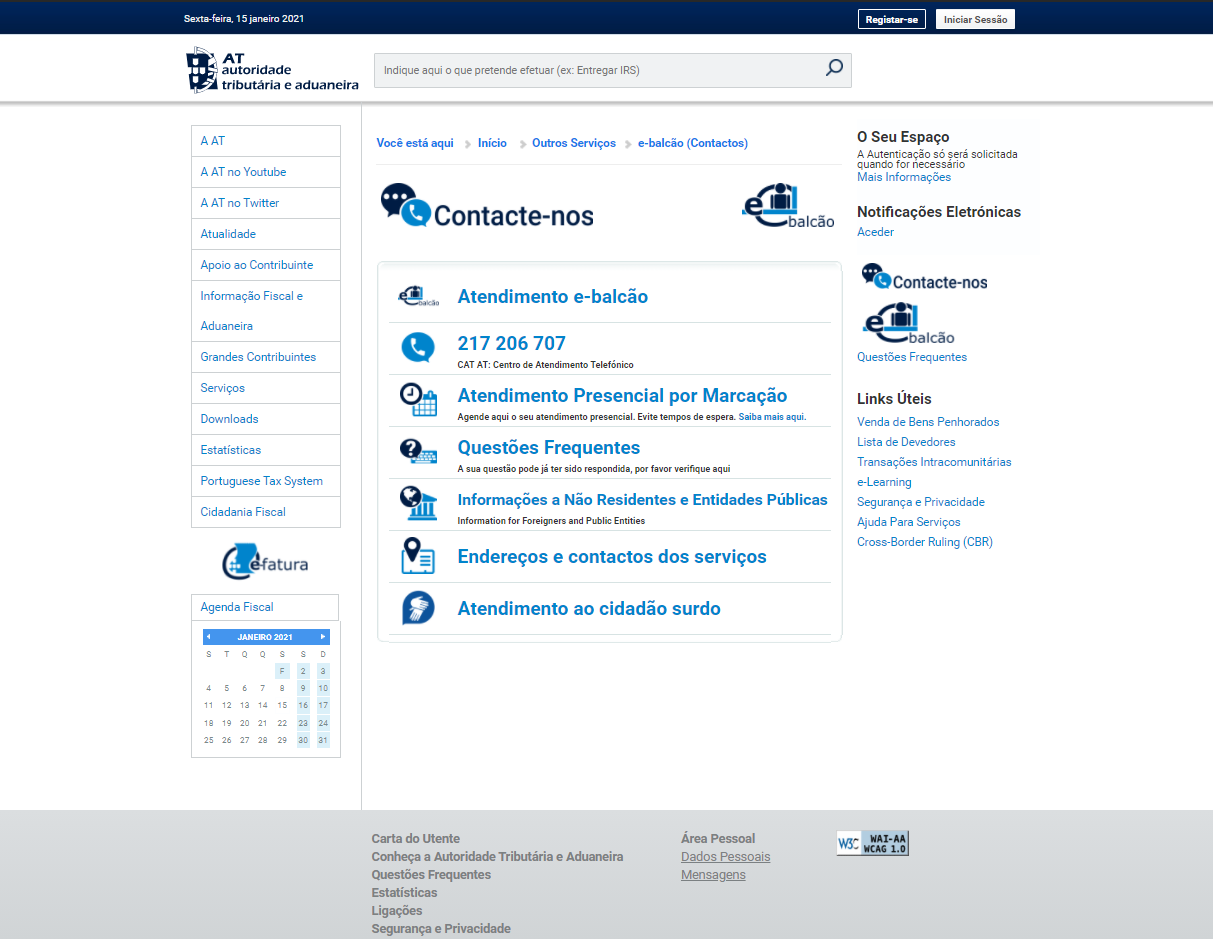 Sexta-feira, 15 janeiro 2021
Registar-se
Iniciar Sessão
AT
autoridade
tributária e aduaneira
Indique aqui o que pretende efetuar (ex: Entregar IRS)
A AT
A AT no Youtube
A AT no Twitter
Atualidade
Apoio ao Contribuinte
Informação Fiscal e
Aduaneira
Grandes Contribuintes
Serviços
Downloads
Estatísticas
Portuguese Tax System
Cidadania Fiscal
e-fatura
Agenda Fiscal
JANEIRO 2021
S T Q Q S S D
F 2 3
4 5 6 7 8 9 10
11 12 13 14 15 16 17
18 19 20 21 22 23 24
25 26 27 28 29 30 31
Você está aqui Início Outros Serviços e-balcão (Contactos)
Contacte-nos
e balcão
e balcão
Atendimento e-balcão
217 206 707
CAT AT: Centro de Atendimento Telefónico
Atendimento Presencial por Marcação
Agende aqui o seu atendimento presencial. Evite tempos de espera. Saiba mais aqui.
Questões Frequentes
A sua questão pode já ter sido respondida, por favor verifique aqui
Informações a Não Residentes e Entidades Públicas
Information for Foreigners and Public Entities
Endereços e contactos dos serviços
Atendimento ao cidadão surdo
O Seu Espaço
A Autenticação só será solicitada
quando for necessário
Mais Informações
Notificações Eletrónicas
Aceder
Contacte-nos
e balcão
Questões Frequentes
Links Úteis
Venda de Bens Penhorados
Lista de Devedores
Transações Intracomunitárias
e-Learning
Segurança e Privacidade
Ajuda Para Serviços
Cross-Border Ruling (CBR)
Carta do Utente
Conheça a Autoridade Tributária e Aduaneira
Questões Frequentes
Estatísticas
Ligações
Segurança e Privacidade
Área Pessoal
Dados Pessoais
Mensagens
W3C WAI-AA
WCAG 1.0